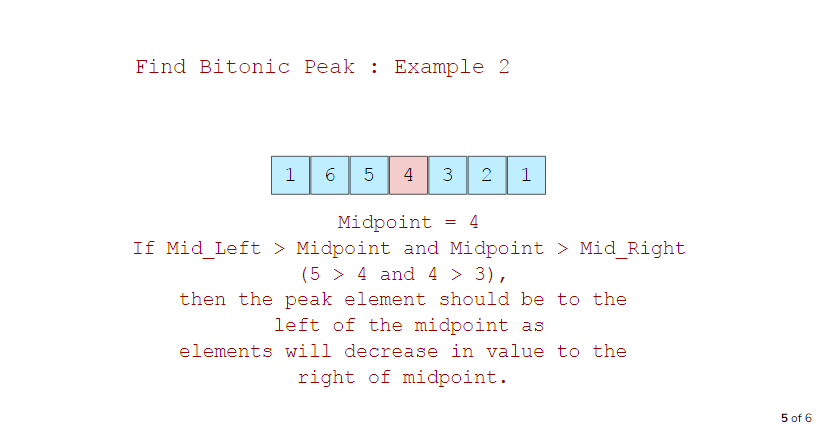 Find Bitonic Peak : Example 2
1 6 5 4 3 2 1
Midpoint = 4
If Mid_Left > Midpoint and Midpoint > Mid_Right
(5 > 4 and 4 > 3),
then the peak element should be to the
left of the midpoint as
elements will decrease in value to the
right of midpoint.
5 of 6